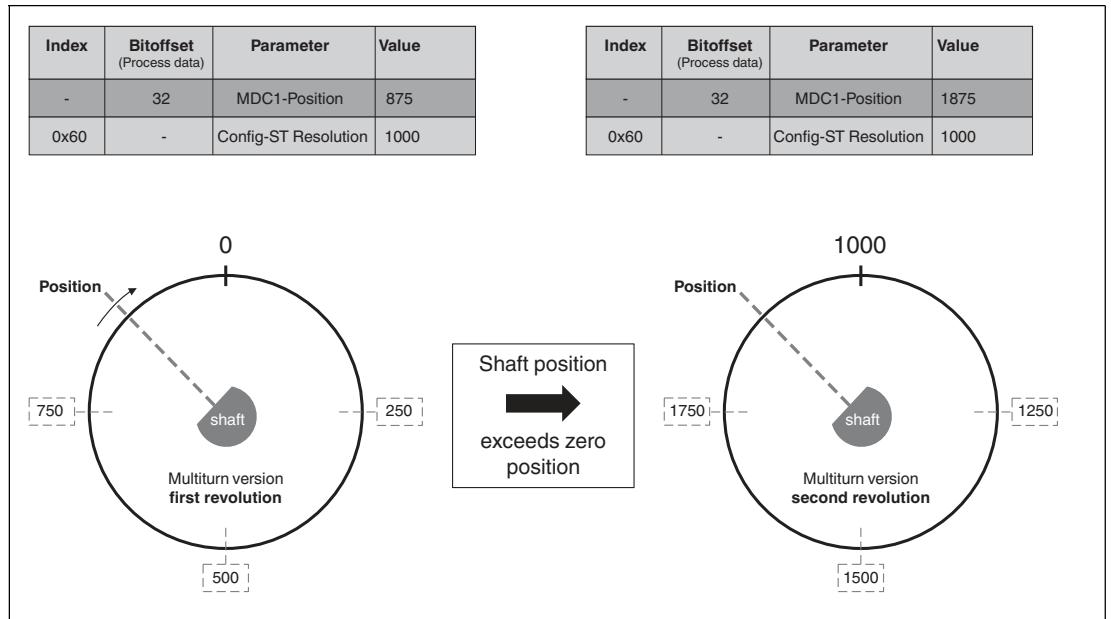 Index Bitoffset (Process data) Parameter Value
- 32 MDC1-Position 875
0x60 - Config-ST Resolution 1000
Index Bitoffset (Process data) Parameter Value
- 32 MDC1-Position 1875
0x60 - Config-ST Resolution 1000
0
Position
750
250
shaft
Multiturn version
first revolution
500
Shaft position
exceeds zero
position
1000
Position
1750
1250
shaft
Multiturn version
second revolution
1500